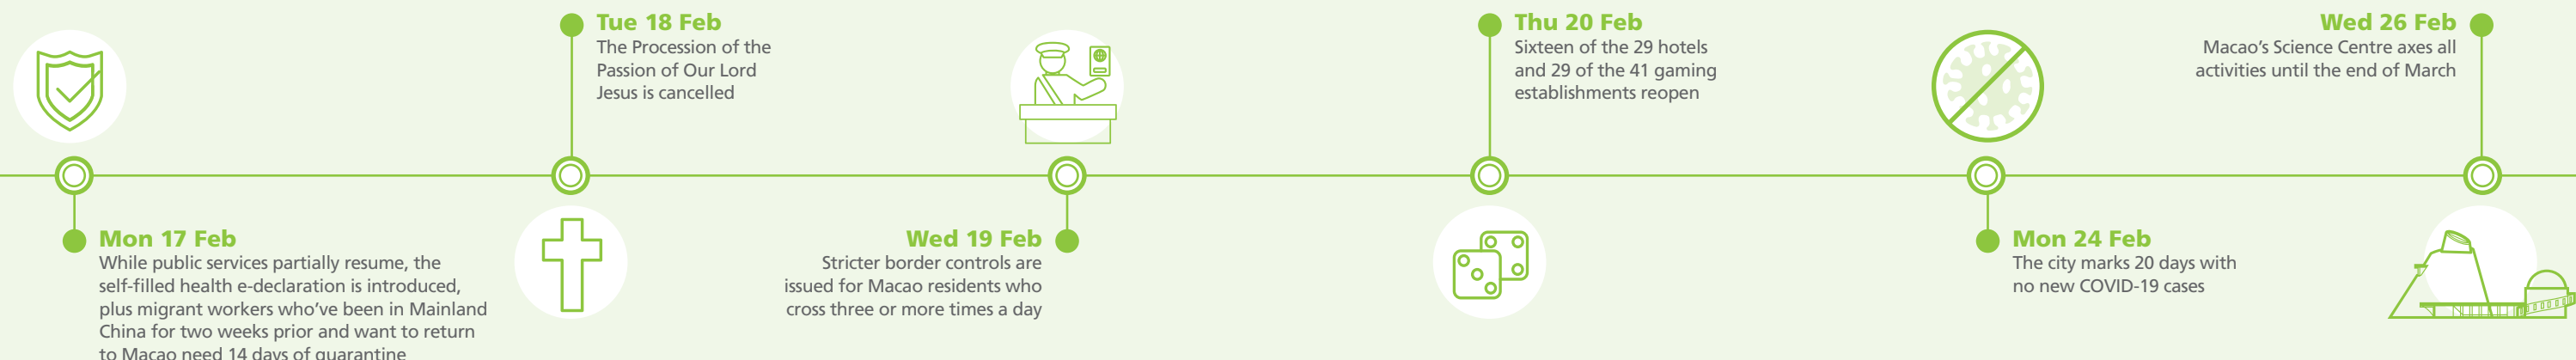 Mon 17 Feb
While public services partially resume, the
self-filled health e-declaration is introduced,
plus migrant workers who've been in Mainland
China for two weeks prior and want to return
to Macao need 14 days of quarantine
Tue 18 Feb
The Procession of the
Passion of Our Lord
Jesus is cancelled
Wed 19 Feb
Stricter border controls are
issued for Macao residents who
cross three or more times a day
Thu 20 Feb
Sixteen of the 29 hotels
and 29 of the 41 gaming
establishments reopen
Mon 24 Feb
The city marks 20 days with
no new COVID-19 cases
Wed 26 Feb
Macao’s Science Centre axes all
activities until the end of March